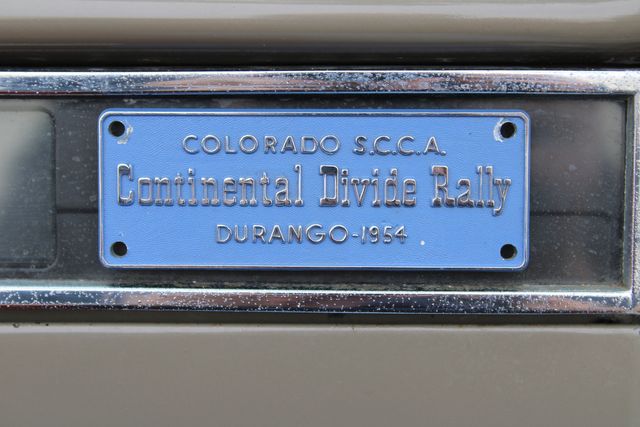 COLORADO S.C.C.A.
Continental Divide Rally
DURANGO-1954